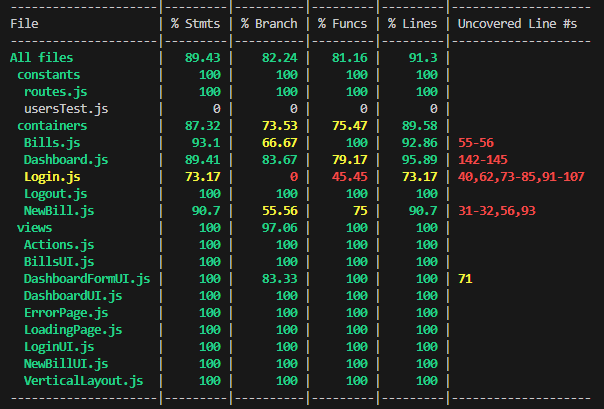 --------------------|---------|----------|---------|---------|-------------------
File                | % Stmts | % Branch | % Funcs | % Lines | Uncovered Line #s
--------------------|---------|----------|---------|---------|-------------------
All files           |   89.43 |    82.24 |   81.16 |    91.3 |
 constants          |     100 |      100 |     100 |     100 |
  routes.js         |     100 |      100 |     100 |     100 |
  usersTest.js      |       0 |        0 |       0 |       0 |
 containers         |   87.32 |    73.53 |   75.47 |   89.58 |
  Bills.js          |    93.1 |    66.67 |     100 |   92.86 | 55-56
  Dashboard.js      |   89.41 |    83.67 |   79.17 |   95.89 | 142-145
  Login.js          |   73.17 |        0 |   45.45 |   73.17 | 40,62,73-85,91-107
  Logout.js         |     100 |      100 |     100 |     100 |
  NewBill.js        |    90.7 |    55.56 |      75 |    90.7 | 31-32,56,93
 views              |     100 |    97.06 |     100 |     100 |
  Actions.js        |     100 |      100 |     100 |     100 |
  BillsUI.js        |     100 |      100 |     100 |     100 |
  DashboardFormUI.js |     100 |    83.33 |     100 |     100 | 71
  DashboardUI.js    |     100 |      100 |     100 |     100 |
  ErrorPage.js      |     100 |      100 |     100 |     100 |
  LoadingPage.js    |     100 |      100 |     100 |     100 |
  LoginUI.js        |     100 |      100 |     100 |     100 |
  NewBillUI.js      |     100 |      100 |     100 |     100 |
  VerticalLayout.js |     100 |      100 |     100 |     100 |
--------------------|---------|----------|---------|---------|-------------------